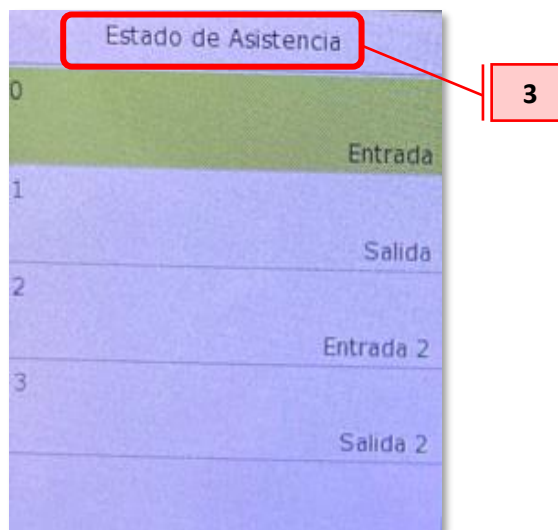 Estado de Asistencia
3
0
Entrada
1
Salida
2
Entrada 2
3
Salida 2